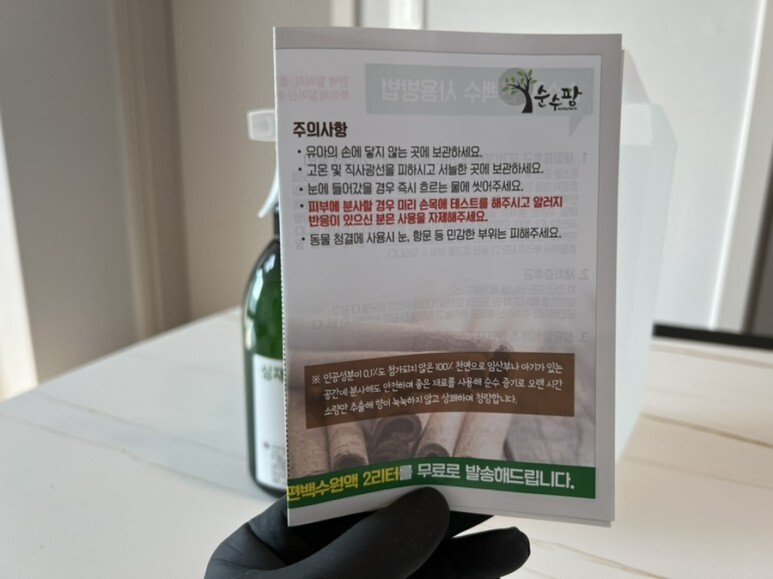 순수팜
주의사항
• 유아의 손에 닿지 않는 곳에 보관하세요.
• 고온 및 직사광선을 피하시고 서늘한 곳에 보관하세요.
• 눈에 들어갔을 경우 즉시 흐르는 물에 씻어주세요.
• 피부에 분사할 경우 미리 손목에 테스트를 해주시고 알러지
반응이 있으신 분은 사용을 자제해주세요.
• 동물 청결에 사용시 눈, 항문 등 민감한 부위는 피해주세요.
※ 인공성분이 0.1%도 첨가되지 않은 100% 천연으로 임산부나 아기가 있는
공간에 분사해도 안전하며 좋은 재료를 사용해 순수 증기로 오랜 시간
소량만 추출해 향이 눅눅하지 않고 상쾌하며 청량합니다.
편백수원액 2리터를 무료로 발송해드립니다.